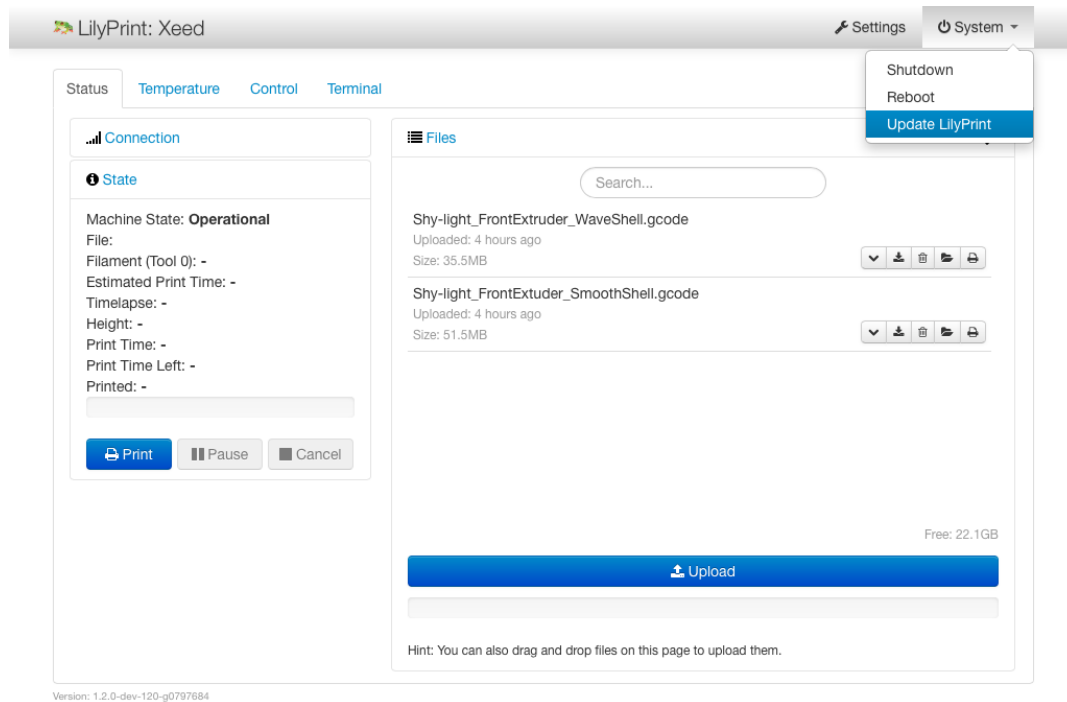 LilyPrint: Xeed
Settings
System
Shutdown
Reboot
Update LilyPrint
Status
Temperature
Control
Terminal
Connection
State
Machine State: Operational
File:
Filament (Tool 0): -
Estimated Print Time: -
Timelapse: -
Height: -
Print Time: -
Print Time Left: -
Printed: -
Print
Pause
Cancel
Files
Search...
Shy-light_FrontExtruder_WaveShell.gcode
Uploaded: 4 hours ago
Size: 35.5MB
Shy-light_FrontExtuder_SmoothShell.gcode
Uploaded: 4 hours ago
Size: 51.5MB
Free: 22.1GB
Upload
Hint: You can also drag and drop files on this page to upload them.
Version: 1.2.0-dev-120-g0797684